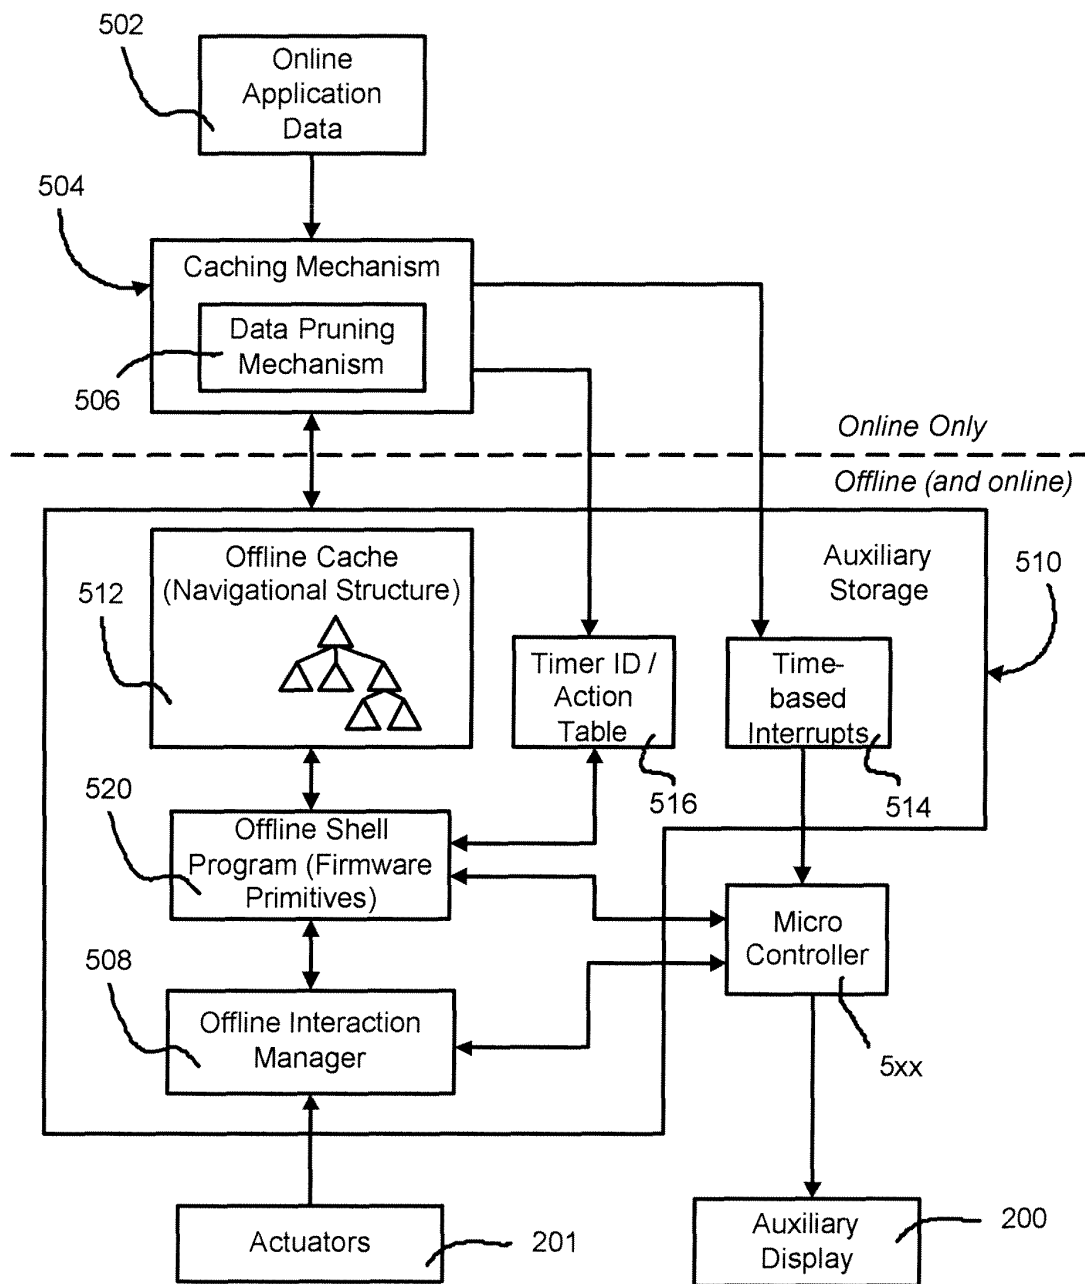 502
Online
Application
Data
504
Caching Mechanism
Data Pruning
Mechanism
506
Online Only
Offline (and online)
Offline Cache
(Navigational Structure)
512
Auxiliary
Storage
510
Timer ID /
Action
Table
516
Time-
based
Interrupts
514
520
Offline Shell
Program (Firmware
Primitives)
Micro
Controller
5xx
508
Offline Interaction
Manager
Actuators
201
Auxiliary
Display
200